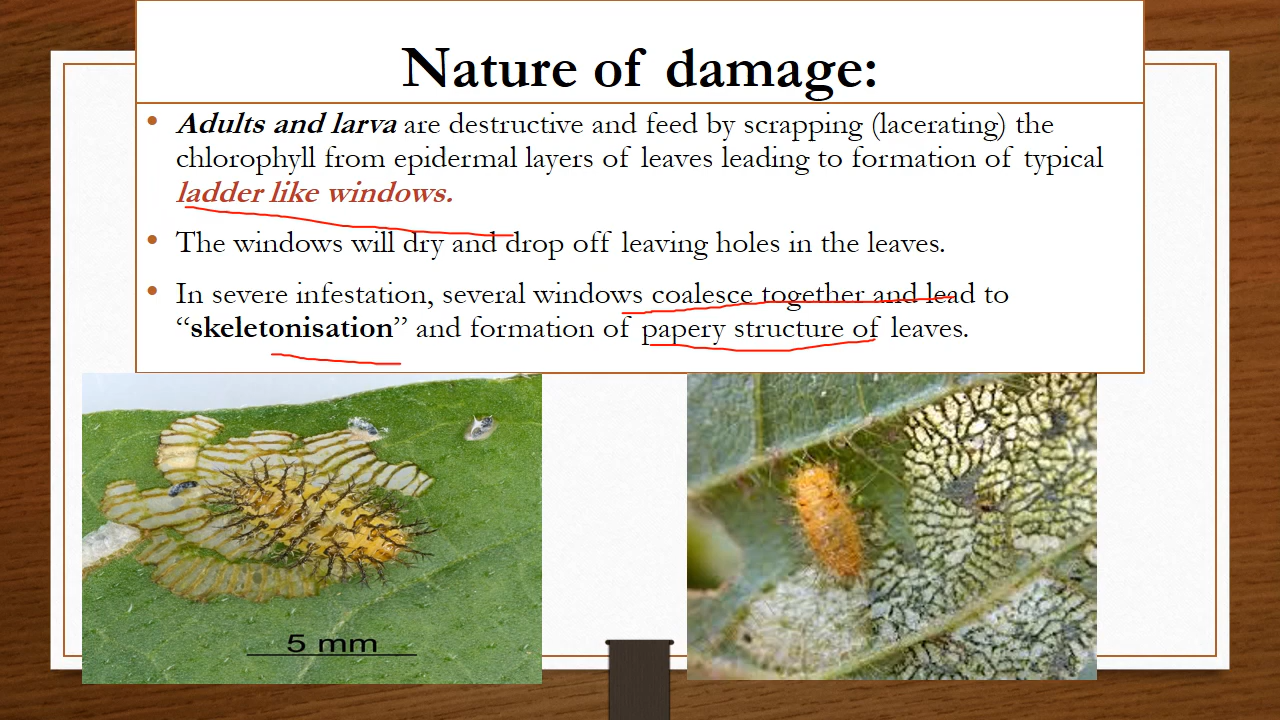 Nature of damage:
• Adults and larva are destructive and feed by scrapping (lacerating) the
chlorophyll from epidermal layers of leaves leading to formation of typical
ladder like windows.
• The windows will dry and drop off leaving holes in the leaves.
• In severe infestation, several windows coalesce together and lead to
“skeletonisation” and formation of papery structure of leaves.
5 mm